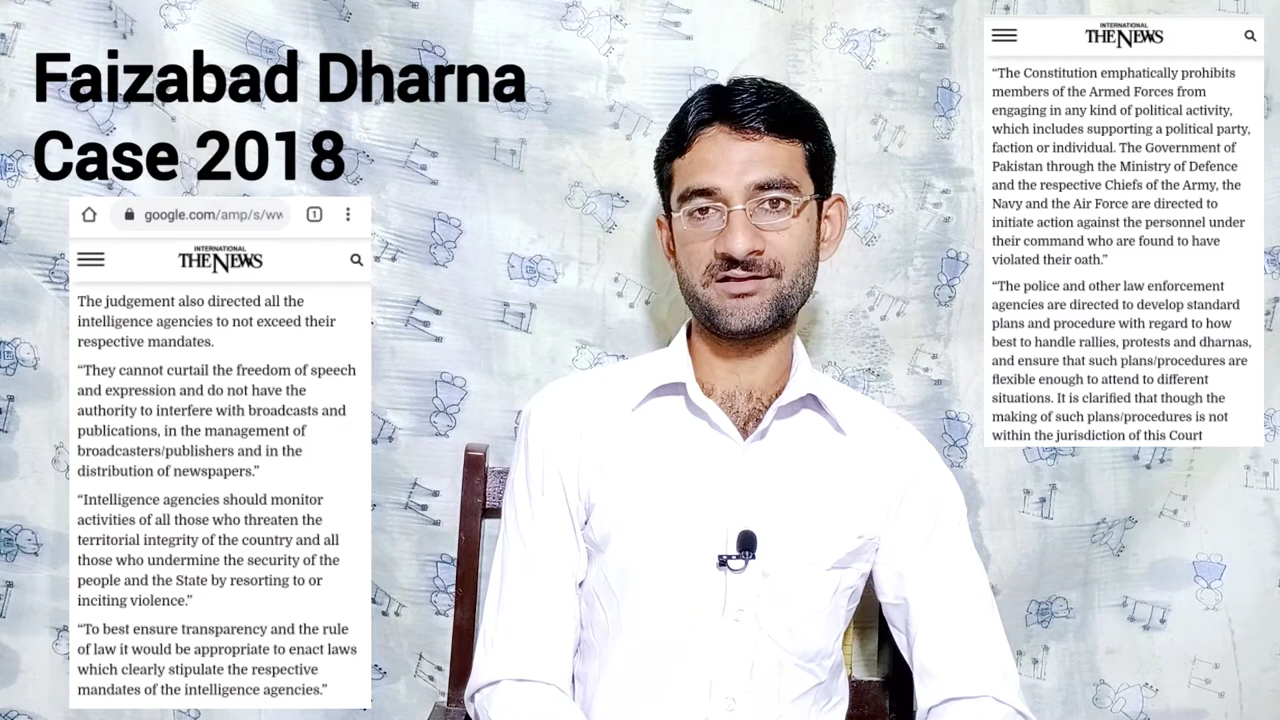 Faizabad Dharna
Case 2018
google.com/amp/s/ww
1
INTERNATIONAL
THE NEWS
The judgement also directed all the
intelligence agencies to not exceed their
respective mandates.
“They cannot curtail the freedom of speech
and expression and do not have the
authority to interfere with broadcasts and
publications, in the management of
broadcasters/publishers and in the
distribution of newspapers.”
“Intelligence agencies should monitor
activities of all those who threaten the
territorial integrity of the country and all
those who undermine the security of the
people and the State by resorting to or
inciting violence.”
“To best ensure transparency and the rule
of law it would be appropriate to enact laws
which clearly stipulate the respective
mandates of the intelligence agencies.”
INTERNATIONAL
THE NEWS
“The Constitution emphatically prohibits
members of the Armed Forces from
engaging in any kind of political activity,
which includes supporting a political party,
faction or individual. The Government of
Pakistan through the Ministry of Defence
and the respective Chiefs of the Army, the
Navy and the Air Force are directed to
initiate action against the personnel under
their command who are found to have
violated their oath.”
“The police and other law enforcement
agencies are directed to develop standard
plans and procedure with regard to how
best to handle rallies, protests and dharnas,
and ensure that such plans/procedures are
flexible enough to attend to different
situations. It is clarified that though the
making of such plans/procedures is not
within the jurisdiction of this Court